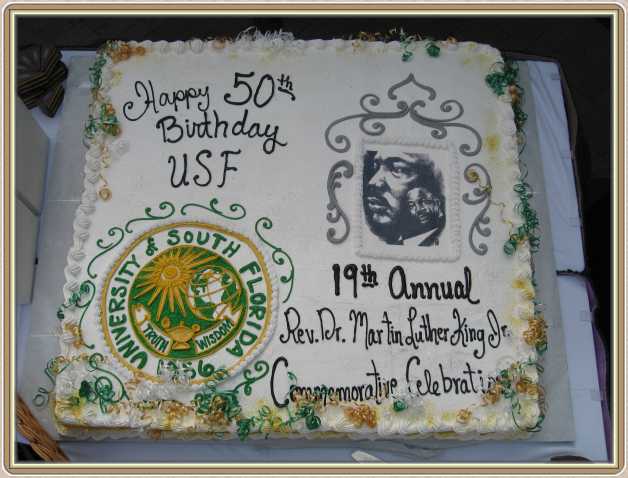 Happy 50th
Birthday
USF
19th Annual
Rev. Dr. Martin Luther King Jr.
Commemorative Celebration
UNIVERSITY of SOUTH FLORIDA
TRUTH WISDOM
1956